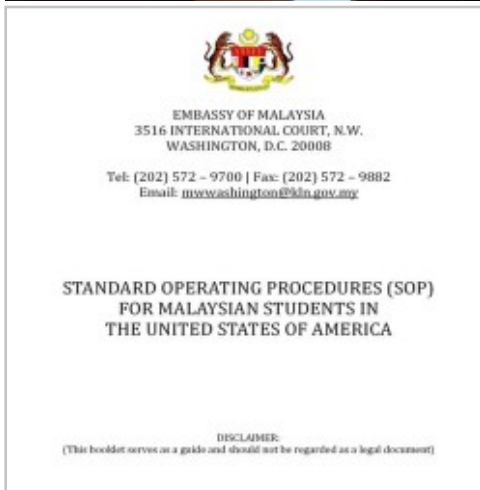 EMBASSY OF MALAYSIA
3516 INTERNATIONAL COURT, N.W.
WASHINGTON, D.C. 20008
Tel: (202) 572 – 9700 | Fax: (202) 572 – 9882
Email: mwwashington@kln.gov.my
STANDARD OPERATING PROCEDURES (SOP)
FOR MALAYSIAN STUDENTS IN
THE UNITED STATES OF AMERICA
DISCLAIMER:
(This booklet serves as a guide and should not be regarded as a legal document)